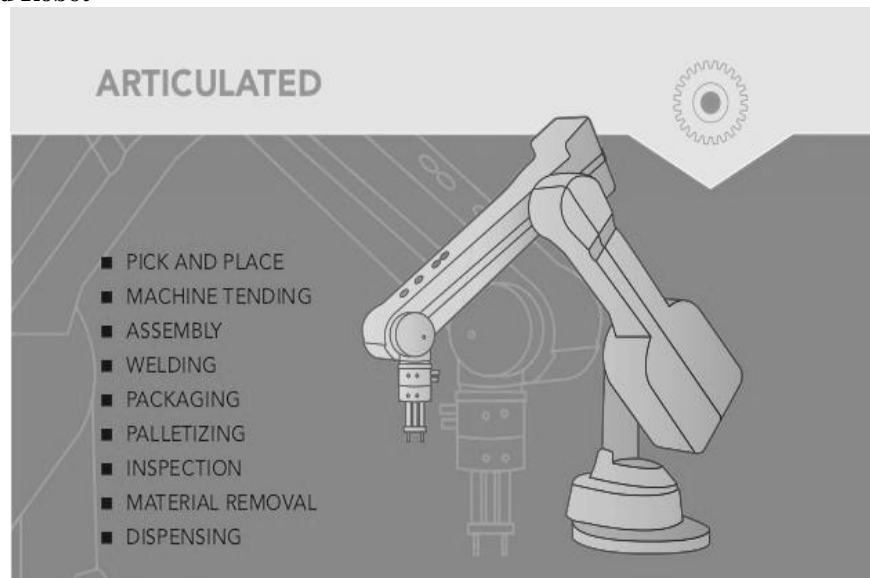 ARTICULATED
■ PICK AND PLACE
■ MACHINE TENDING
■ ASSEMBLY
■ WELDING
■ PACKAGING
■ PALLETIZING
■ INSPECTION
■ MATERIAL REMOVAL
■ DISPENSING